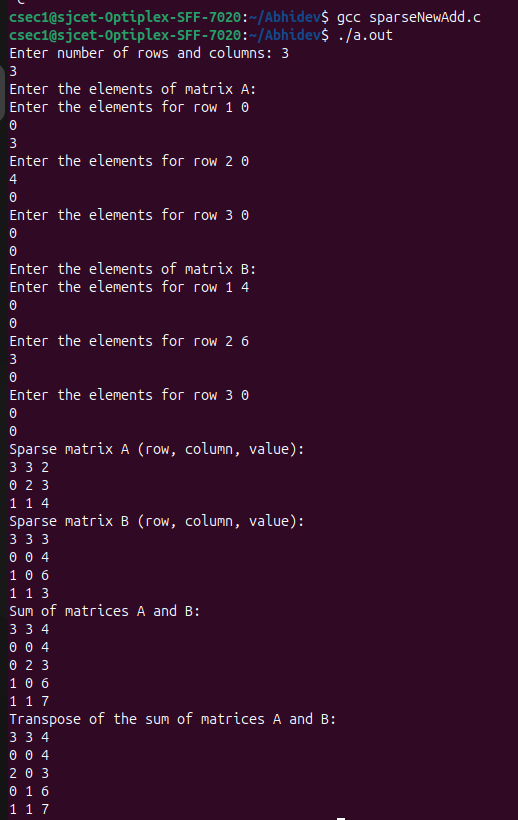 csec1@sjcet-Optiplex-SFF-7020:~/Abhidev$ gcc sparseNewAdd.c
csec1@sjcet-Optiplex-SFF-7020:~/Abhidev$ ./a.out
Enter number of rows and columns: 3
3
Enter the elements of matrix A:
Enter the elements for row 1 0
0
3
Enter the elements for row 2 0
4
0
Enter the elements for row 3 0
0
0
Enter the elements of matrix B:
Enter the elements for row 1 4
0
0
Enter the elements for row 2 6
3
0
Enter the elements for row 3 0
0
0
Sparse matrix A (row, column, value):
3 3 2
0 2 3
1 1 4
Sparse matrix B (row, column, value):
3 3 3
0 0 4
1 0 6
1 1 3
Sum of matrices A and B:
3 3 4
0 0 4
0 2 3
1 0 6
1 1 7
Transpose of the sum of matrices A and B:
3 3 4
0 0 4
2 0 3
0 1 6
1 1 7